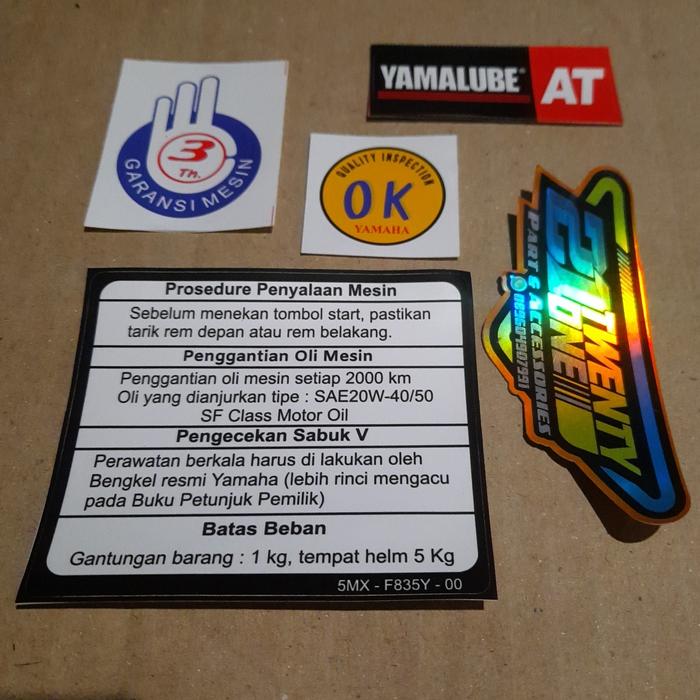 YAMALUBE® AT
3
Th.
GARANSI MESIN
QUALITY INSPECTION
OK
YAMAHA
Prosedure Penyalaan Mesin
Sebelum menekan tombol start, pastikan
tarik rem depan atau rem belakang.
Penggantian Oli Mesin
Penggantian oli mesin setiap 2000 km
Oli yang dianjurkan tipe : SAE20W-40/50
SF Class Motor Oil
Pengecekan Sabuk V
Perawatan berkala harus di lakukan oleh
Bengkel resmi Yamaha (lebih rinci mengacu
pada Buku Petunjuk Pemilik)
Batas Beban
Gantungan barang : 1 kg, tempat helm 5 Kg
5MX - F835Y - 00
21 TWENTY
ONE
PART & ACCESSORIES